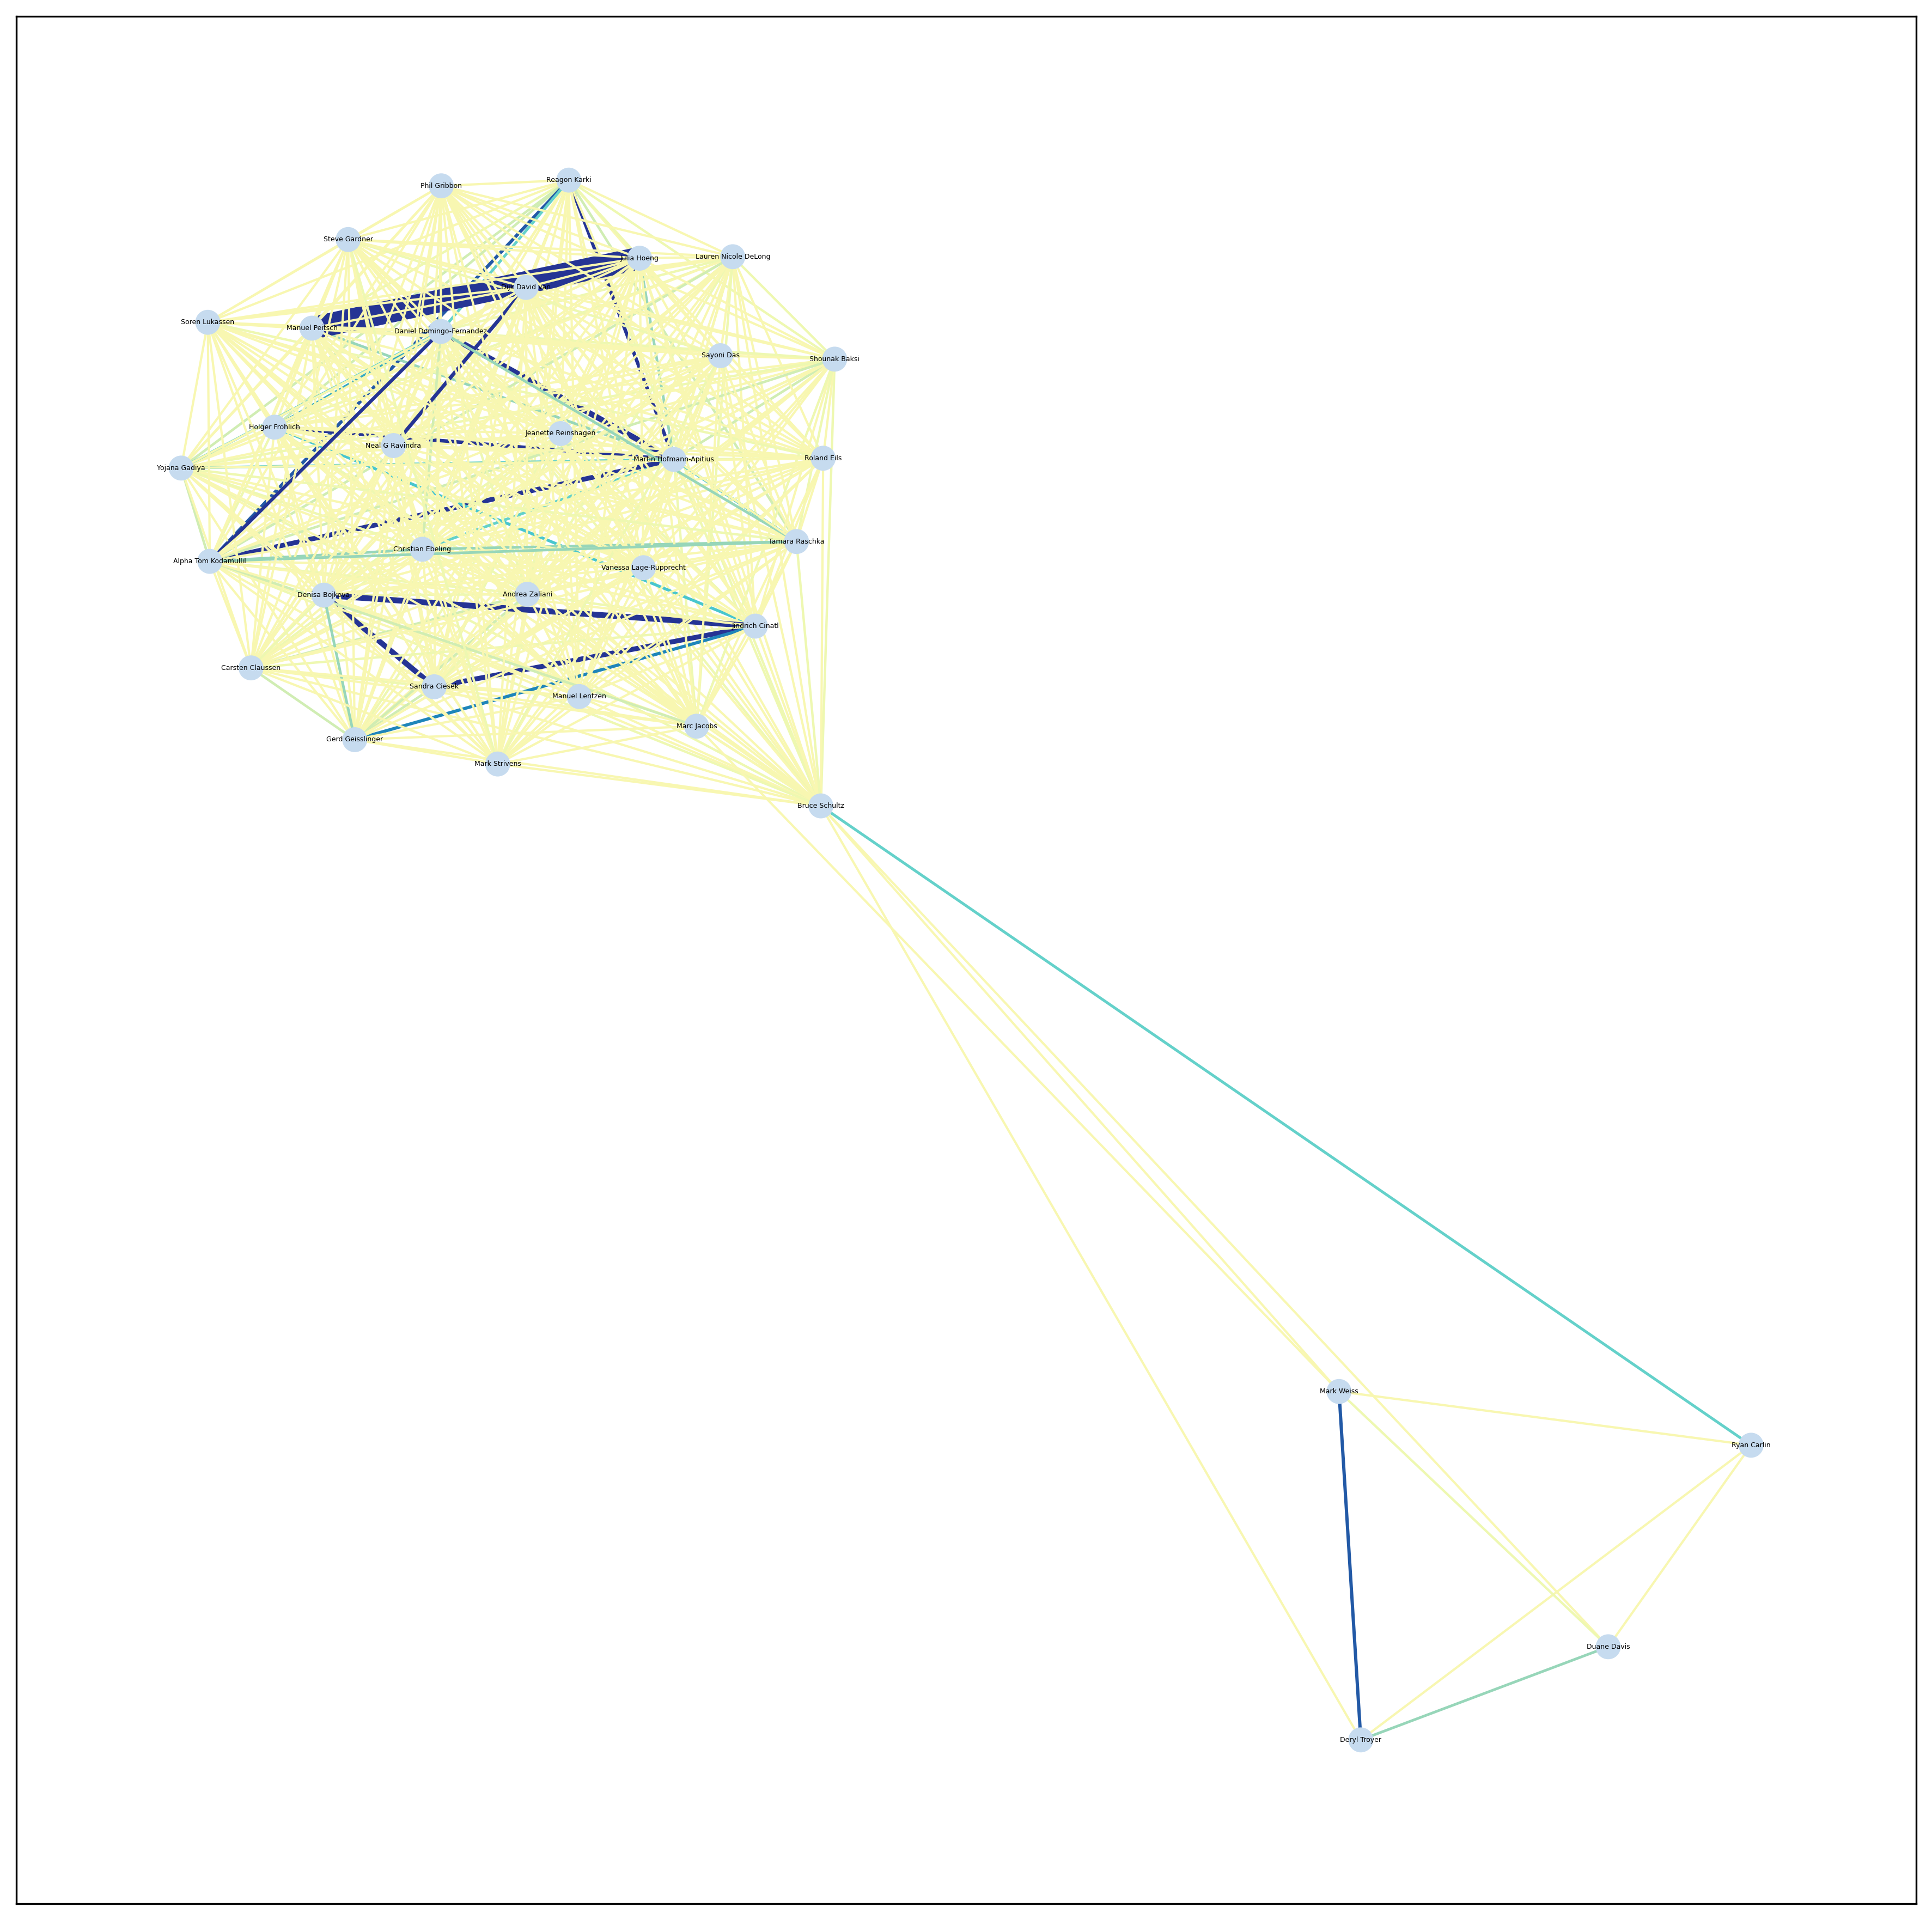 Reagon Karki
Phil Gribbon
Steve Gardner
Lauren Nicole DeLong
Julia Hoeng
David
Soren Lukassen
Manuel Peitsch
Daniel Domingo-Fernandez
Sayoni Das
Shounak Baksi
Holger Frohlich
Jeanette Reinshagen
Neal G Ravindra
Roland Eils
Martin Hofmann-Apitius
Yojana Gadiya
Tamara Raschka
Christian Ebeling
Alpha Tom Kodamullil
Vanessa Lage-Rupprecht
Andrea Zaliani
Denisa Bojkova
Jindrich Cinatl
Carsten Claussen
Sandra Ciesek
Manuel Lentzen
Marc Jacobs
Gerd Geisslinger
Mark Strivens
Bruce Schultz
Mark Weiss
Ryan Carlin
Duane Davis
Deryl Troyer